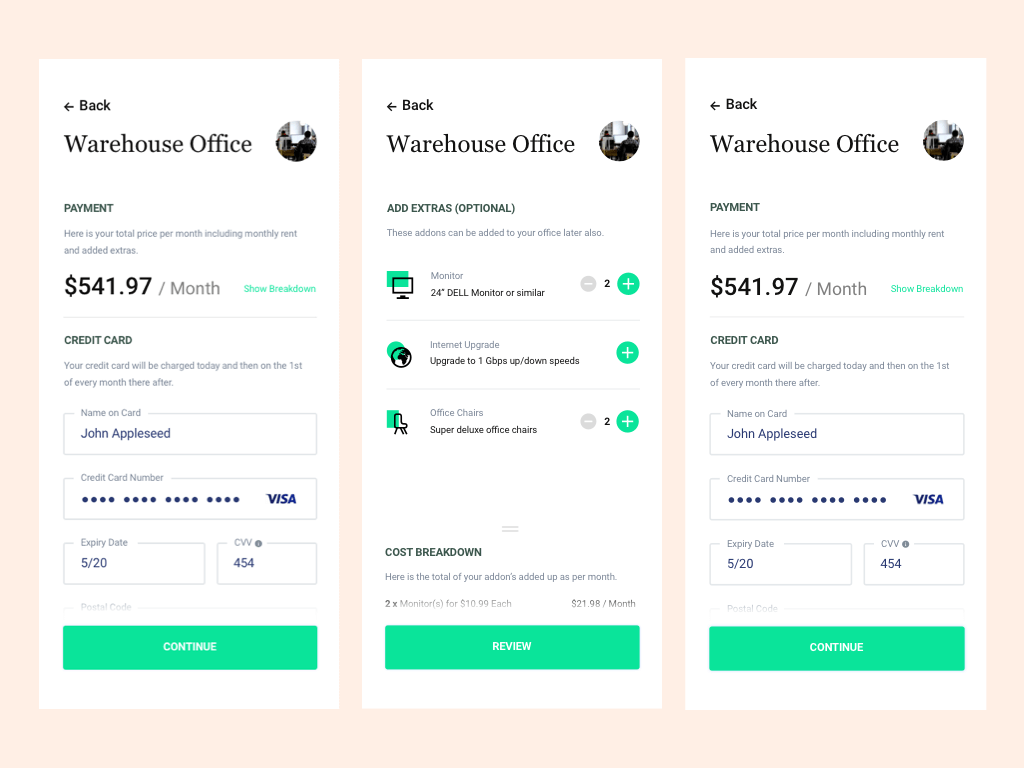 ← Back
Warehouse Office
PAYMENT
Here is your total price per month including monthly rent
and added extras.
$541.97 / Month Show Breakdown
CREDIT CARD
Your credit card will be charged today and then on the 1st
of every month there after.
Name on Card
John Appleseed
Credit Card Number
•••• •••• •••• •••• VISA
Expiry Date CVV
5/20 454
Postal Code
CONTINUE
← Back
Warehouse Office
ADD EXTRAS (OPTIONAL)
These addons can be added to your office later also.
Monitor
24” DELL Monitor or similar
2
Internet Upgrade
Upgrade to 1 Gbps up/down speeds
Office Chairs
Super deluxe office chairs
2
COST BREAKDOWN
Here is the total of your addon’s added up as per month.
2 x Monitor(s) for $10.99 Each $21.98 / Month
REVIEW
← Back
Warehouse Office
PAYMENT
Here is your total price per month including monthly rent
and added extras.
$541.97 / Month Show Breakdown
CREDIT CARD
Your credit card will be charged today and then on the 1st
of every month there after.
Name on Card
John Appleseed
Credit Card Number
•••• •••• •••• •••• VISA
Expiry Date CVV
5/20 454
Postal Code
CONTINUE